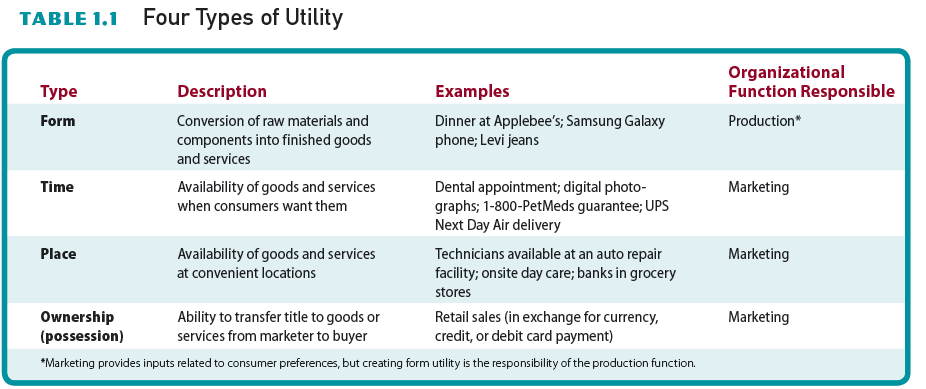 TABLE 1.1 Four Types of Utility
Organizational
Type Description Examples Function Responsible
Form Conversion of raw materials and Dinner at Applebee's; Samsung Galaxy Production*
components into finished goods phone; Levi jeans
and services
Time Availability of goods and services Dental appointment; digital photo- Marketing
when consumers want them graphs; 1-800-PetMeds guarantee; UPS
Next Day Air delivery
Place Availability of goods and services Technicians available at an auto repair Marketing
at convenient locations facility; onsite day care; banks in grocery
stores
Ownership Ability to transfer title to goods or Retail sales (in exchange for currency, Marketing
(possession) services from marketer to buyer credit, or debit card payment)
*Marketing provides inputs related to consumer preferences, but creating form utility is the responsibility of the production function.